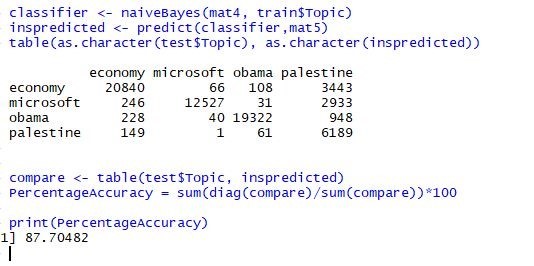 classifier <- naiveBayes(mat4, train$Topic)
inspredicted <- predict(classifier,mat5)
table(as.character(test$Topic), as.character(inspredicted))
economy microsoft obama palestine
economy 20840 66 108 3443
microsoft 246 12527 31 2933
obama 228 40 19322 948
palestine 149 1 61 6189
compare <- table(test$Topic, inspredicted)
PercentageAccuracy = sum(diag(compare)/sum(compare))*100
print(PercentageAccuracy)
1] 87.70482